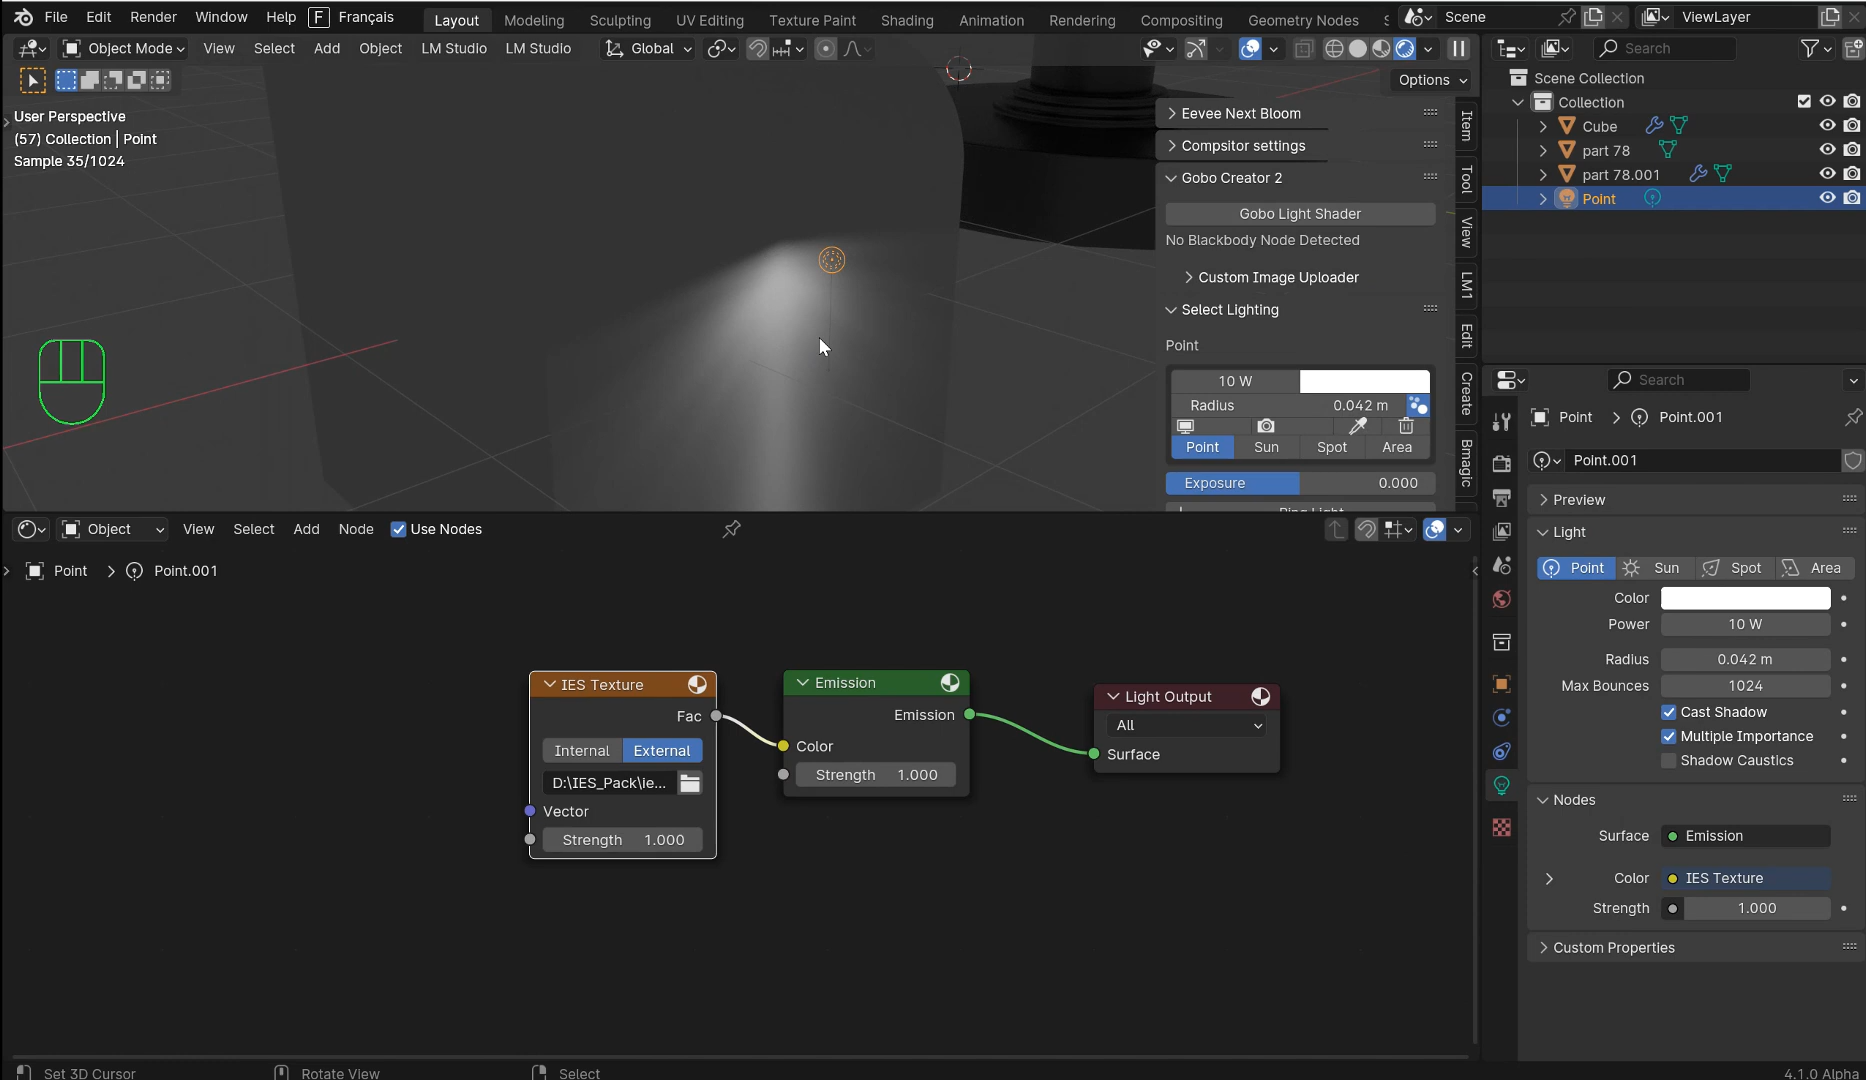 File Edit Render Window Help F Français Layout Modeling Sculpting UV Editing Texture Paint Shading Animation Rendering Compositing Geometry Nodes Scene ViewLayer
Object Mode View Select Add Object LM Studio LM Studio Global Search
Options
User Perspective
(57) Collection | Point
Sample 35/1024
Eevee Next Bloom
Compsitor settings
Gobo Creator 2
Gobo Light Shader
No Blackbody Node Detected
Custom Image Uploader
Select Lighting
Point
10 W
Radius 0.042 m
Point Sun Spot Area
Exposure 0.000
Ring Light
Item
Tool
View
LM1
Edit
Create
Bmagic
Scene Collection
Collection
Cube
part 78
part 78.001
Point
Search
Point Point.001
Point.001
Preview
Light
Point Sun Spot Area
Color
Power 10 W
Radius 0.042 m
Max Bounces 1024
Cast Shadow
Multiple Importance
Shadow Caustics
Nodes
Surface Emission
Color IES Texture
Strength 1.000
Custom Properties
Object View Select Add Node Use Nodes
Point Point.001
IES Texture
Fac
Internal External
D:\IES_Pack\ie...
Vector
Strength 1.000
Emission
Emission
Color
Strength 1.000
Light Output
All
Surface
Set 3D Cursor Rotate View Select 4.1.0 Alpha